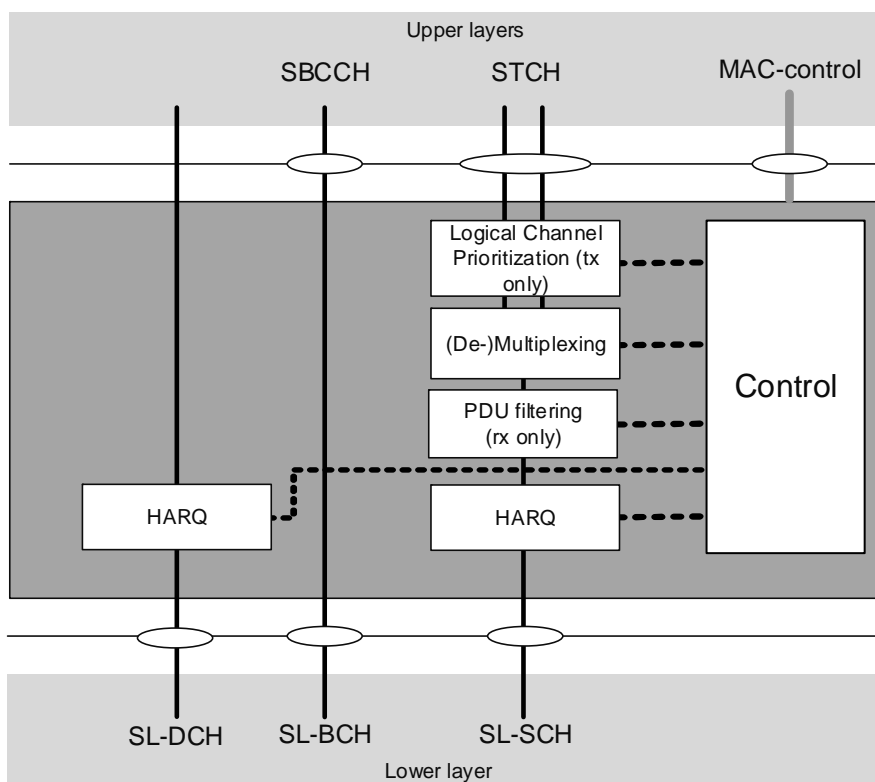 Upper layers
SBCCH
STCH
MAC-control
Logical Channel
Prioritization (tx
only)
(De-)Multiplexing
Control
PDU filtering
(rx only)
HARQ
HARQ
SL-DCH
SL-BCH
SL-SCH
Lower layer